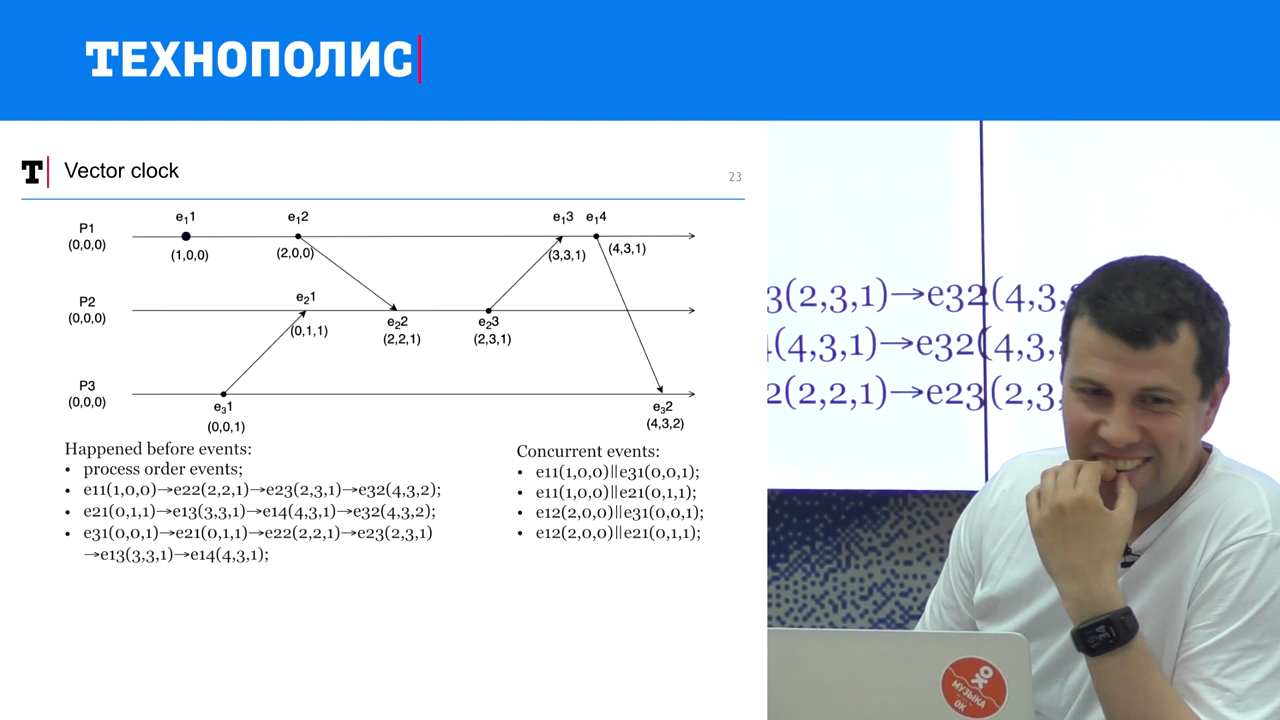 ТЕХНОПОЛИС
T
Vector clock
23
P1
(0,0,0)
e₁1
e₁2
e₁3
e₁4
(1,0,0)
(2,0,0)
(3,3,1)
(4,3,1)
P2
(0,0,0)
e₂1
(0,1,1)
e₂2
(2,2,1)
e₂3
(2,3,1)
P3
(0,0,0)
e₃1
(0,0,1)
e₃2
(4,3,2)
Happened before events:
• process order events;
• e11(1,0,0)→e22(2,2,1)→e23(2,3,1)→e32(4,3,2);
• e21(0,1,1)→e13(3,3,1)→e14(4,3,1)→e32(4,3,2);
• e31(0,0,1)→e21(0,1,1)→e22(2,2,1)→e23(2,3,1)
→e13(3,3,1)→e14(4,3,1);
Concurrent events:
• e11(1,0,0)||e31(0,0,1);
• e11(1,0,0)||e21(0,1,1);
• e12(2,0,0)||e31(0,0,1);
• e12(2,0,0)||e21(0,1,1);
3(2,3,1)→e32(4,3,
(4,3,1)→e32(4,3,
2(2,2,1)→e23(2,3,
МУЗЫКА
ОК